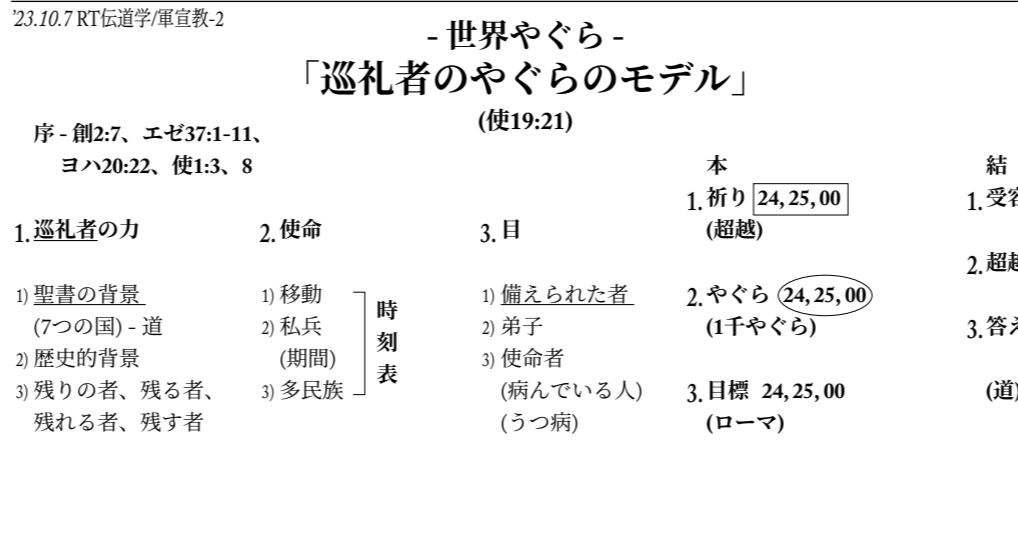 '23.10.7 RT伝道学/軍宣教-2
- 世界やぐら -
「巡礼者のやぐらのモデル」
(使19:21)
序 - 創2:7、エゼ37:1-11、
ヨハ20:22、使1:3、8
1. 巡礼者の力
1) 聖書の背景
(7つの国) - 道
2) 歴史的背景
3) 残りの者、残る者、
残れる者、残す者
2. 使命
1) 移動
2) 私兵
(期間)
3) 多民族
時刻表
3. 目
1) 備えられた者
2) 弟子
3) 使命者
(病んでいる人)
(うつ病)
本
1. 祈り 24, 25, 00
(超越)
2. やぐら 24, 25, 00
(1千やぐら)
3. 目標 24, 25, 00
(ローマ)
結
1. 受
2. 超
3. 答
(道)